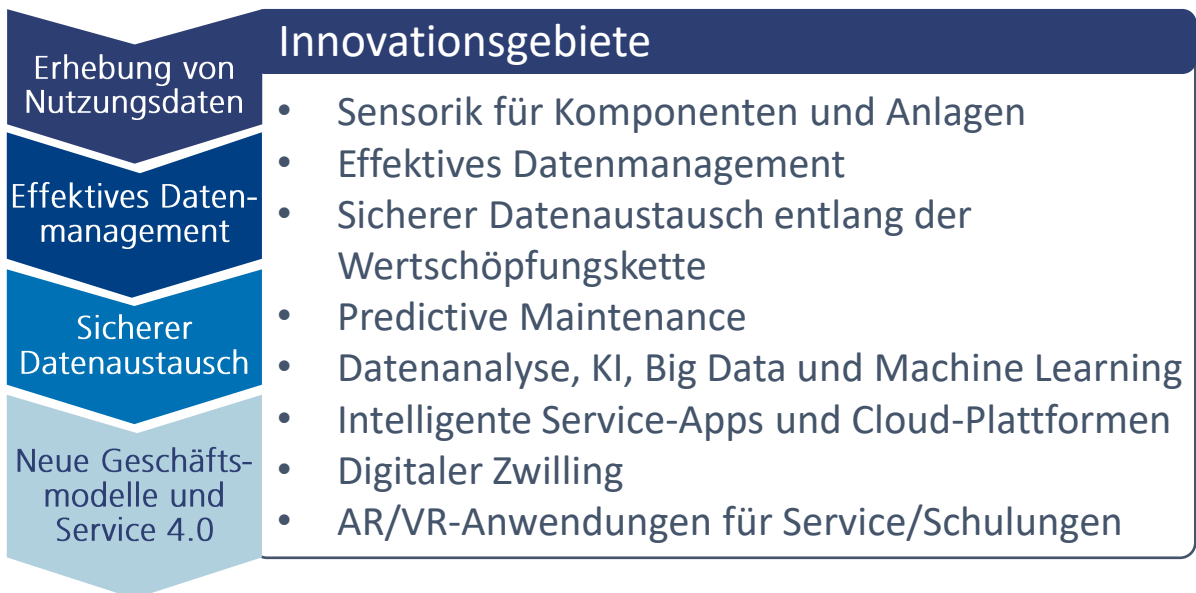 Erhebung von
Nutzungsdaten
Effektives Daten-
management
Sicherer
Datenaustausch
Neue Geschäfts-
modelle und
Service 4.0
Innovationsgebiete
• Sensorik für Komponenten und Anlagen
• Effektives Datenmanagement
• Sicherer Datenaustausch entlang der
Wertschöpfungskette
• Predictive Maintenance
• Datenanalyse, KI, Big Data und Machine Learning
• Intelligente Service-Apps und Cloud-Plattformen
• Digitaler Zwilling
• AR/VR-Anwendungen für Service/Schulungen